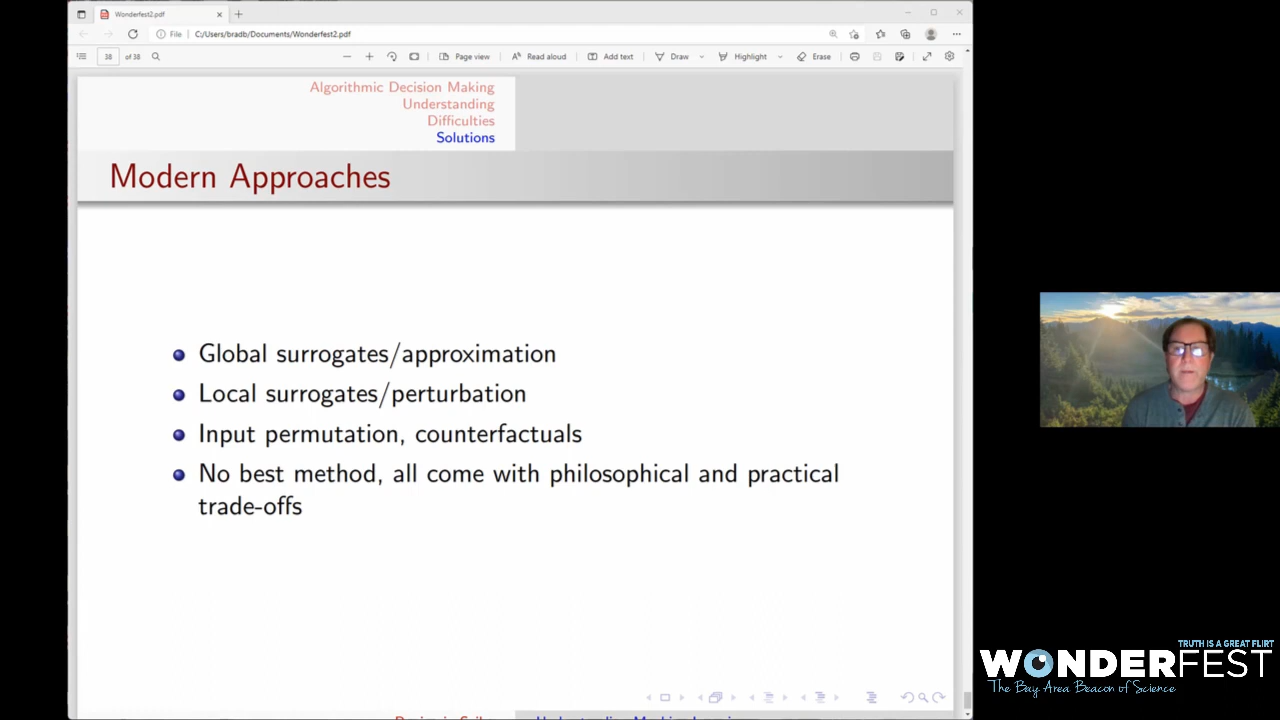 Wonderfest2.pdf
File
C:/Users/bradb/Documents/Wonderfest2.pdf
38 of 38
Page view
Read aloud
Add text
Draw
Highlight
Erase
Algorithmic Decision Making
Understanding
Difficulties
Solutions
Modern Approaches
Global surrogates/approximation
Local surrogates/perturbation
Input permutation, counterfactuals
No best method, all come with philosophical and practical
trade-offs
TRUTH IS A GREAT FLIRT
WONDERFEST
The Bay Area Beacon of Science